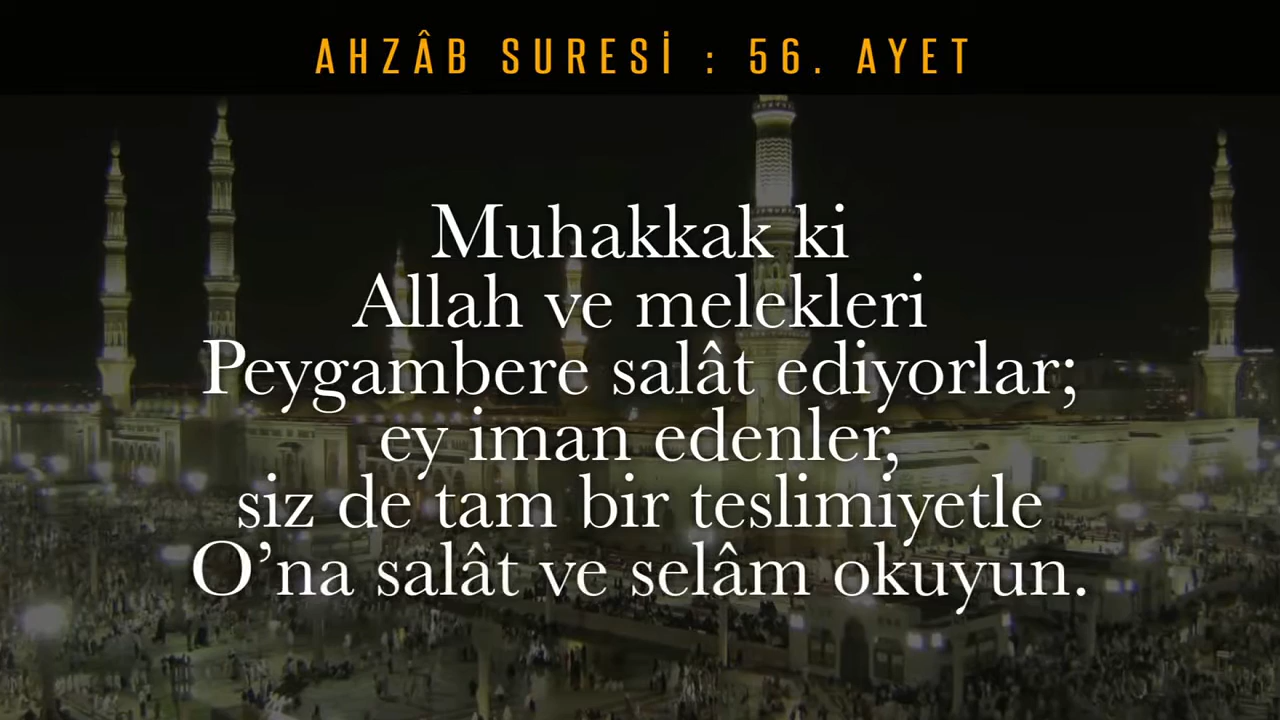 AHZÂB SURESİ : 56. AYET
Muhakkak ki
Allah ve melekleri
Peygambere salât ediyorlar;
ey iman edenler,
siz de tam bir teslimiyetle
O’na salât ve selâm okuyun.